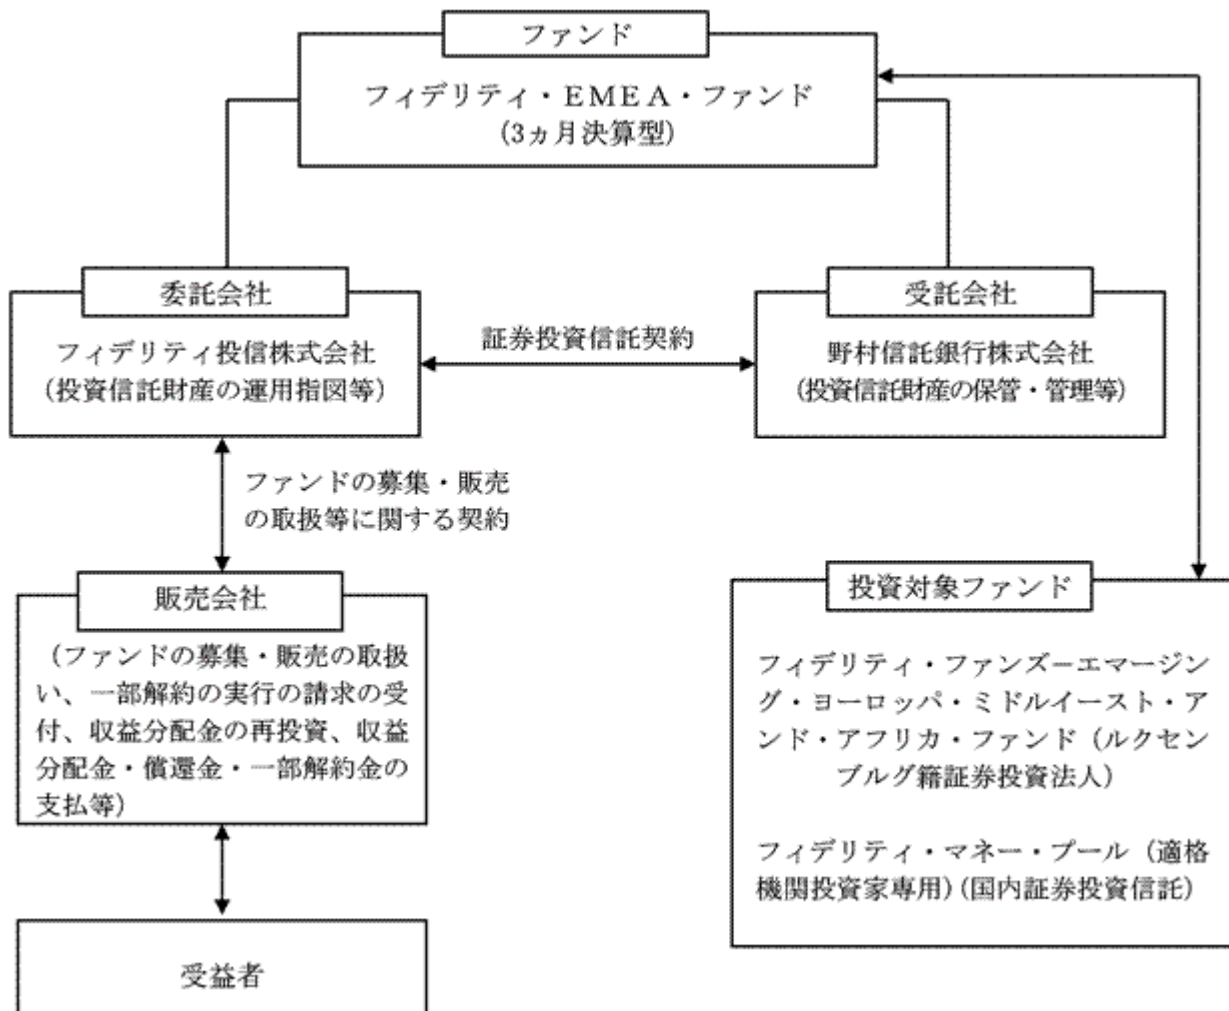 ファンド
フィデリティ・ＥＭＥＡ・ファンド
(3ヵ月決算型)
委託会社
フィデリティ投信株式会社
（投資信託財産の運用指図等）
証券投資信託契約
受託会社
野村信託銀行株式会社
（投資信託財産の保管・管理等）
ファンドの募集・販売
の取扱等に関する契約
販売会社
（ファンドの募集・販売の取扱
い、一部解約の実行の請求の受
付、収益分配金の再投資、収益
分配金・償還金・一部解約金の
支払等）
投資対象ファンド
フィデリティ・ファンズ－エマージン
グ・ヨーロッパ・ミドルイースト・ア
ンド・アフリカ・ファンド（ルクセン
ブルグ籍証券投資法人）
フィデリティ・マネー・プール（適格
機関投資家専用）（国内証券投資信託）
受益者